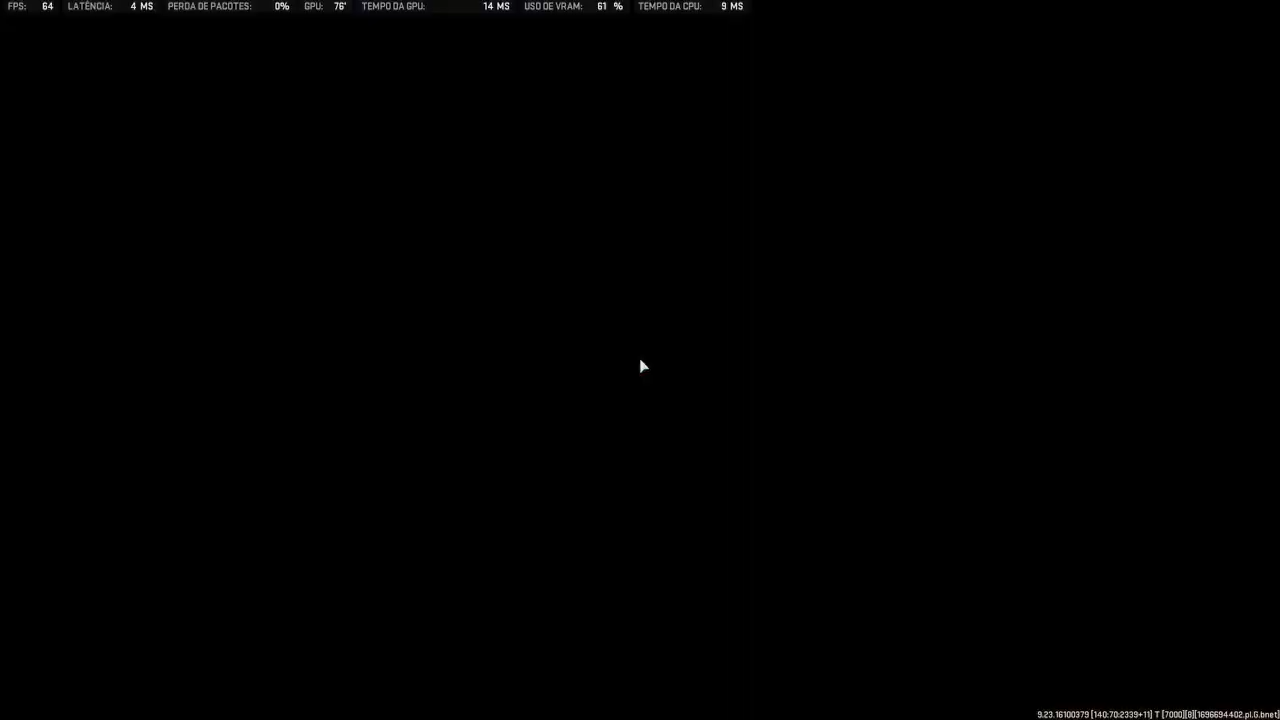 FPS: 64 LATÊNCIA: 4 MS PERDA DE PACOTES: 0% GPU: 76° TEMPO DA GPU: 14 MS USO DE VRAM: 61 % TEMPO DA CPU: 9 MS
9.23.16100379 [140:70:2339+11] T [7000][8][1696694402.pl.G.bnet]